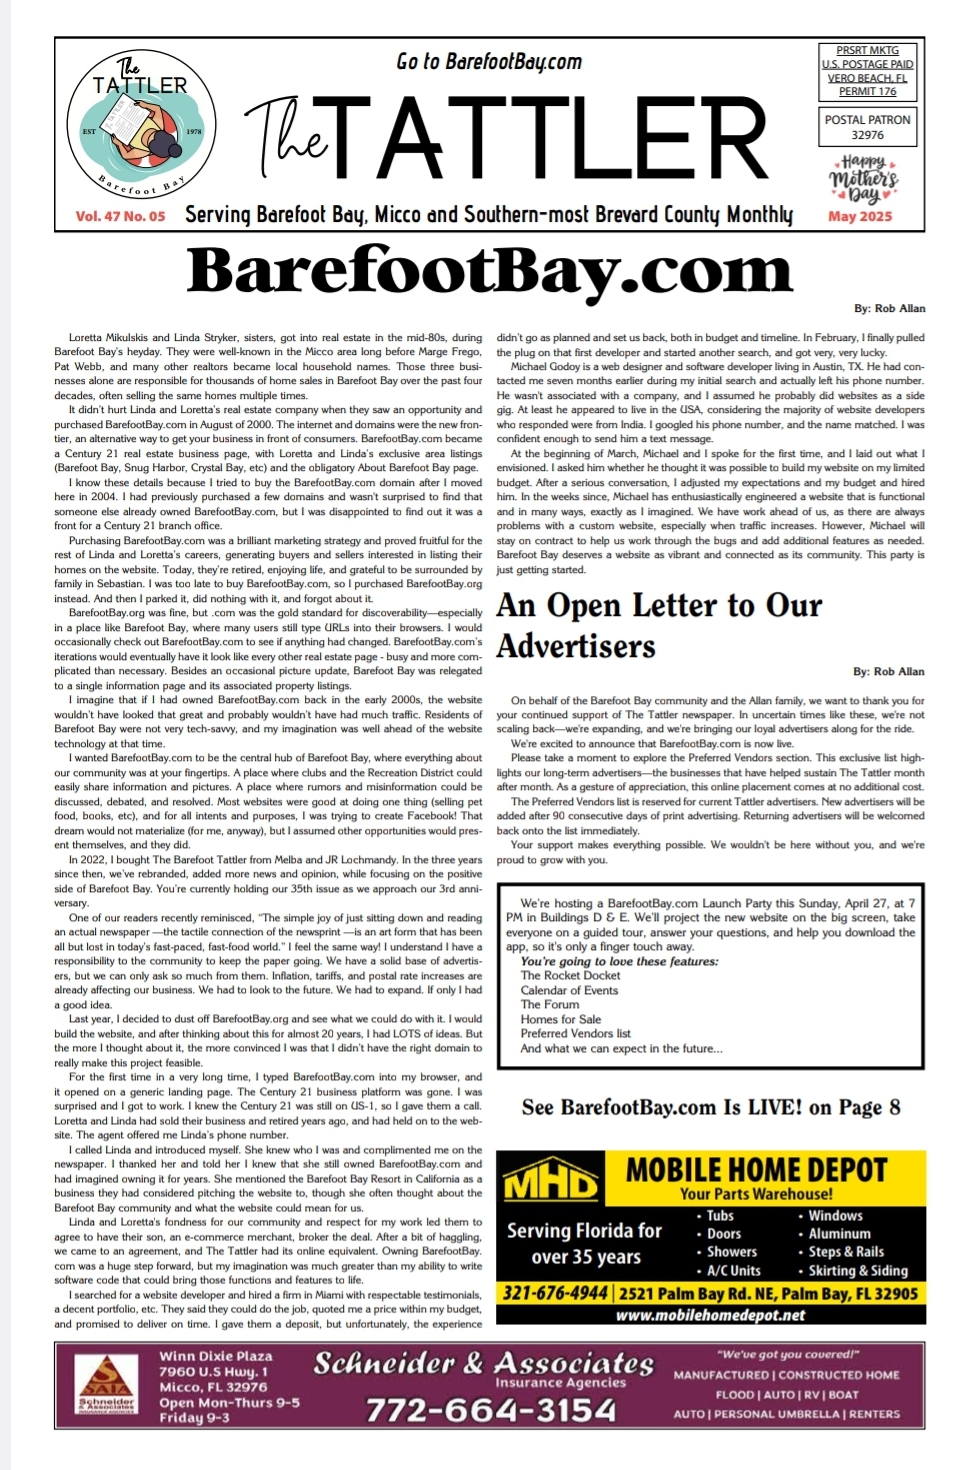 The
TATTLER
EST
1978
Barefoot Bay
Go to BarefootBay.com
The TATTLER
PRSRT MKTG
U.S. POSTAGE PAID
VERO BEACH, FL
PERMIT 176
POSTAL PATRON
32976
Happy
Mother's
Day
Vol. 47 No. 05
Serving Barefoot Bay, Micco and Southern-most Brevard County Monthly
May 2025
BarefootBay.com
By: Rob Allan
Loretta Mikulskis and Linda Stryker, sisters, got into real estate in the mid-80s, during
Barefoot Bay's heyday. They were well-known in the Micco area long before Marge Frego,
Pat Webb, and many other realtors became local household names. Those three busi-
nesses alone are responsible for thousands of home sales in Barefoot Bay over the past four
decades, often selling the same homes multiple times.
It didn't hurt Linda and Loretta's real estate company when they saw an opportunity and
purchased BarefootBay.com in August of 2000. The internet and domains were the new fron-
tier, an alternative way to get your business in front of consumers. BarefootBay.com became
a Century 21 real estate business page, with Loretta and Linda's exclusive area listings
(Barefoot Bay, Snug Harbor, Crystal Bay, etc) and the obligatory About Barefoot Bay page.
I know these details because I tried to buy the BarefootBay.com domain after I moved
here in 2004. I had previously purchased a few domains and wasn't surprised to find that
someone else already owned BarefootBay.com, but I was disappointed to find out it was a
front for a Century 21 branch office.
Purchasing BarefootBay.com was a brilliant marketing strategy and proved fruitful for the
rest of Linda and Loretta's careers, generating buyers and sellers interested in listing their
homes on the website. Today, they're retired, enjoying life, and grateful to be surrounded by
family in Sebastian. I was too late to buy BarefootBay.com, so I purchased BarefootBay.org
instead. And then I parked it, did nothing with it, and forgot about it.
BarefootBay.org was fine, but .com was the gold standard for discoverability—especially
in a place like Barefoot Bay, where many users still type URLs into their browsers. I would
occasionally check out BarefootBay.com to see if anything had changed. BarefootBay.com's
iterations would eventually have it look like every other real estate page - busy and more com-
plicated than necessary. Besides an occasional picture update, Barefoot Bay was relegated
to a single information page and its associated property listings.
I imagine that if I had owned BarefootBay.com back in the early 2000s, the website
wouldn't have looked that great and probably wouldn't have had much traffic. Residents of
Barefoot Bay were not very tech-savvy, and my imagination was well ahead of the website
technology at that time.
I wanted BarefootBay.com to be the central hub of Barefoot Bay, where everything about
our community was at your fingertips. A place where clubs and the Recreation District could
easily share information and pictures. A place where rumors and misinformation could be
discussed, debated, and resolved. Most websites were good at doing one thing (selling pet
food, books, etc), and for all intents and purposes, I was trying to create Facebook! That
dream would not materialize (for me, anyway), but I assumed other opportunities would pres-
ent themselves, and they did.
In 2022, I bought The Barefoot Tattler from Melba and JR Lochmandy. In the three years
since then, we've rebranded, added more news and opinion, while focusing on the positive
side of Barefoot Bay. You're currently holding our 35th issue as we approach our 3rd anni-
versary.
One of our readers recently reminisced, "The simple joy of just sitting down and reading
an actual newspaper —the tactile connection of the newsprint —is an art form that has been
all but lost in today's fast-paced, fast-food world." I feel the same way! I understand I have a
responsibility to the community to keep the paper going. We have a solid base of advertis-
ers, but we can only ask so much from them. Inflation, tariffs, and postal rate increases are
already affecting our business. We had to look to the future. We had to expand. If only I had
a good idea.
Last year, I decided to dust off BarefootBay.org and see what we could do with it. I would
build the website, and after thinking about this for almost 20 years, I had LOTS of ideas. But
the more I thought about it, the more convinced I was that I didn't have the right domain to
really make this project feasible.
For the first time in a very long time, I typed BarefootBay.com into my browser, and
it opened on a generic landing page. The Century 21 business platform was gone. I was
surprised and I got to work. I knew the Century 21 was still on US-1, so I gave them a call.
Loretta and Linda had sold their business and retired years ago, and had held on to the web-
site. The agent offered me Linda's phone number.
I called Linda and introduced myself. She knew who I was and complimented me on the
newspaper. I thanked her and told her I knew that she still owned BarefootBay.com and
had imagined owning it for years. She mentioned the Barefoot Bay Resort in California as a
business they had considered pitching the website to, though she often thought about the
Barefoot Bay community and what the website could mean for us.
Linda and Loretta's fondness for our community and respect for my work led them to
agree to have their son, an e-commerce merchant, broker the deal. After a bit of haggling,
we came to an agreement, and The Tattler had its online equivalent. Owning BarefootBay.
com was a huge step forward, but my imagination was much greater than my ability to write
software code that could bring those functions and features to life.
I searched for a website developer and hired a firm in Miami with respectable testimonials,
a decent portfolio, etc. They said they could do the job, quoted me a price within my budget,
and promised to deliver on time. I gave them a deposit, but unfortunately, the experience
didn't go as planned and set us back, both in budget and timeline. In February, I finally pulled
the plug on that first developer and started another search, and got very, very lucky.
Michael Godoy is a web designer and software developer living in Austin, TX. He had con-
tacted me seven months earlier during my initial search and actually left his phone number.
He wasn't associated with a company, and I assumed he probably did websites as a side
gig. At least he appeared to live in the USA, considering the majority of website developers
who responded were from India. I googled his phone number, and the name matched. I was
confident enough to send him a text message.
At the beginning of March, Michael and I spoke for the first time, and I laid out what I
envisioned. I asked him whether he thought it was possible to build my website on my limited
budget. After a serious conversation, I adjusted my expectations and my budget and hired
him. In the weeks since, Michael has enthusiastically engineered a website that is functional
and in many ways, exactly as I imagined. We have work ahead of us, as there are always
problems with a custom website, especially when traffic increases. However, Michael will
stay on contract to help us work through the bugs and add additional features as needed.
Barefoot Bay deserves a website as vibrant and connected as its community. This party is
just getting started.
An Open Letter to Our
Advertisers
By: Rob Allan
On behalf of the Barefoot Bay community and the Allan family, we want to thank you for
your continued support of The Tattler newspaper. In uncertain times like these, we're not
scaling back—we're expanding, and we're bringing our loyal advertisers along for the ride.
We're excited to announce that BarefootBay.com is now live.
Please take a moment to explore the Preferred Vendors section. This exclusive list high-
lights our long-term advertisers—the businesses that have helped sustain The Tattler month
after month. As a gesture of appreciation, this online placement comes at no additional cost.
The Preferred Vendors list is reserved for current Tattler advertisers. New advertisers will be
added after 90 consecutive days of print advertising. Returning advertisers will be welcomed
back onto the list immediately.
Your support makes everything possible. We wouldn't be here without you, and we're
proud to grow with you.
We're hosting a BarefootBay.com Launch Party this Sunday, April 27, at 7
PM in Buildings D & E. We'll project the new website on the big screen, take
everyone on a guided tour, answer your questions, and help you download the
app, so it's only a finger touch away.
You're going to love these features:
The Rocket Docket
Calendar of Events
The Forum
Homes for Sale
Preferred Vendors list
And what we can expect in the future...
See BarefootBay.com Is LIVE! on Page 8
MHD
MOBILE HOME DEPOT
Your Parts Warehouse!
Serving Florida for
over 35 years
• Tubs
• Doors
• Showers
• A/C Units
• Windows
• Aluminum
• Steps & Rails
• Skirting & Siding
321-676-4944 | 2521 Palm Bay Rd. NE, Palm Bay, FL 32905
www.mobilehomedepot.net
SAIA
Schneider
& Associates
INSURANCE AGENCIES
Winn Dixie Plaza
7960 U.S Hwy. 1
Micco, FL 32976
Open Mon-Thurs 9-5
Friday 9-3
Schneider & Associates
Insurance Agencies
772-664-3154
"We've got you covered!"
MANUFACTURED | CONSTRUCTED HOME
FLOOD | AUTO | RV | BOAT
AUTO | PERSONAL UMBRELLA | RENTERS